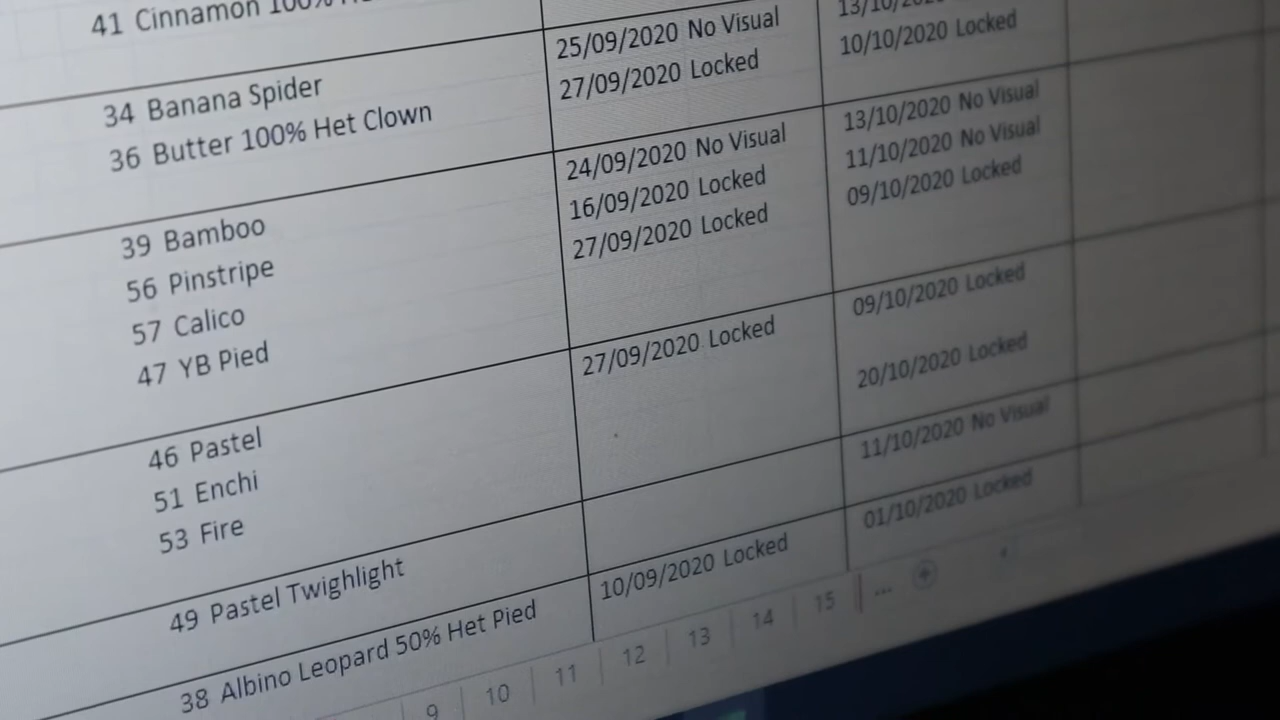 41 Cinnamon 100%
25/09/2020 No Visual
13/10/2020
27/09/2020 Locked
10/10/2020 Locked
34 Banana Spider
36 Butter 100% Het Clown
24/09/2020 No Visual
13/10/2020 No Visual
16/09/2020 Locked
11/10/2020 No Visual
27/09/2020 Locked
09/10/2020 Locked
39 Bamboo
56 Pinstripe
57 Calico
47 YB Pied
27/09/2020 Locked
09/10/2020 Locked
20/10/2020 Locked
46 Pastel
51 Enchi
53 Fire
11/10/2020 No Visual
49 Pastel Twighlight
10/09/2020 Locked
01/10/2020 Locked
38 Albino Leopard 50% Het Pied
9 10 11 12 13 14 15 ...